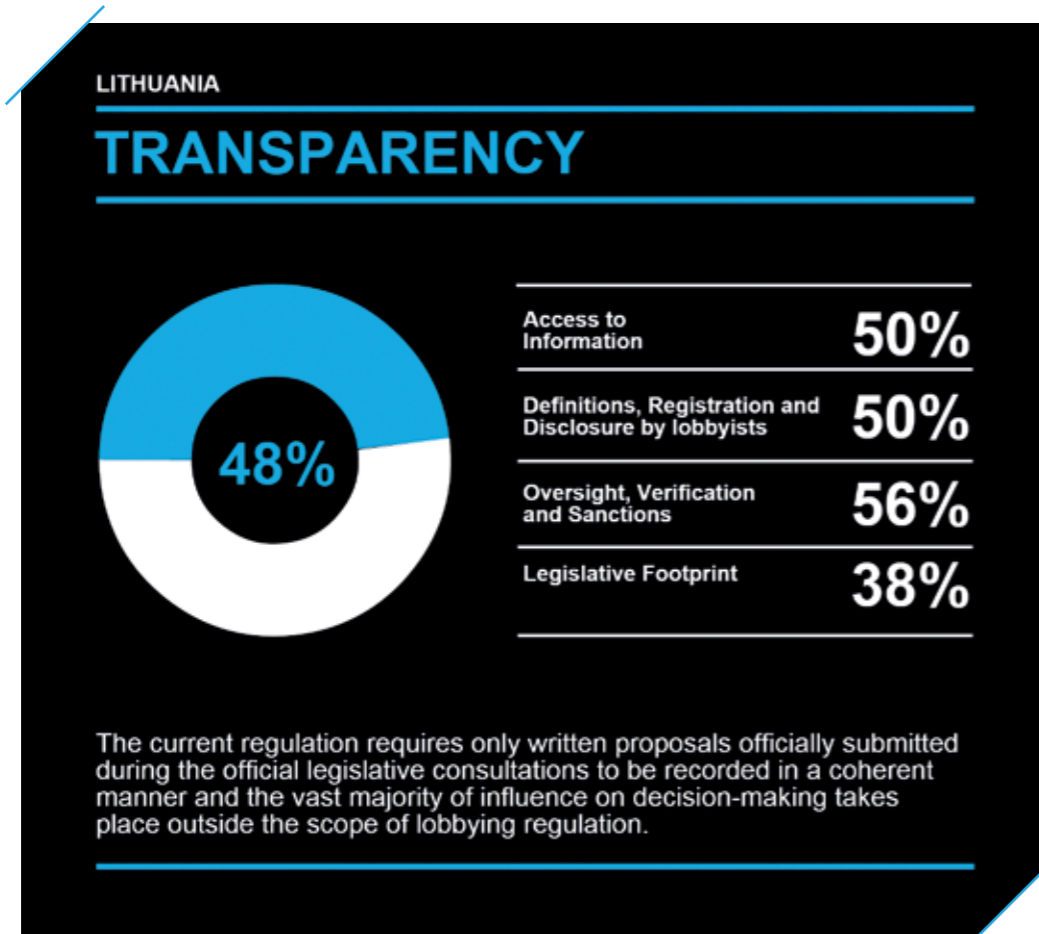 LITHUANIA
TRANSPARENCY
48%
Access to
Information
50%
Definitions, Registration and
Disclosure by lobbyists
50%
Oversight, Verification
and Sanctions
56%
Legislative Footprint
38%
The current regulation requires only written proposals officially submitted
during the official legislative consultations to be recorded in a coherent
manner and the vast majority of influence on decision-making takes
place outside the scope of lobbying regulation.